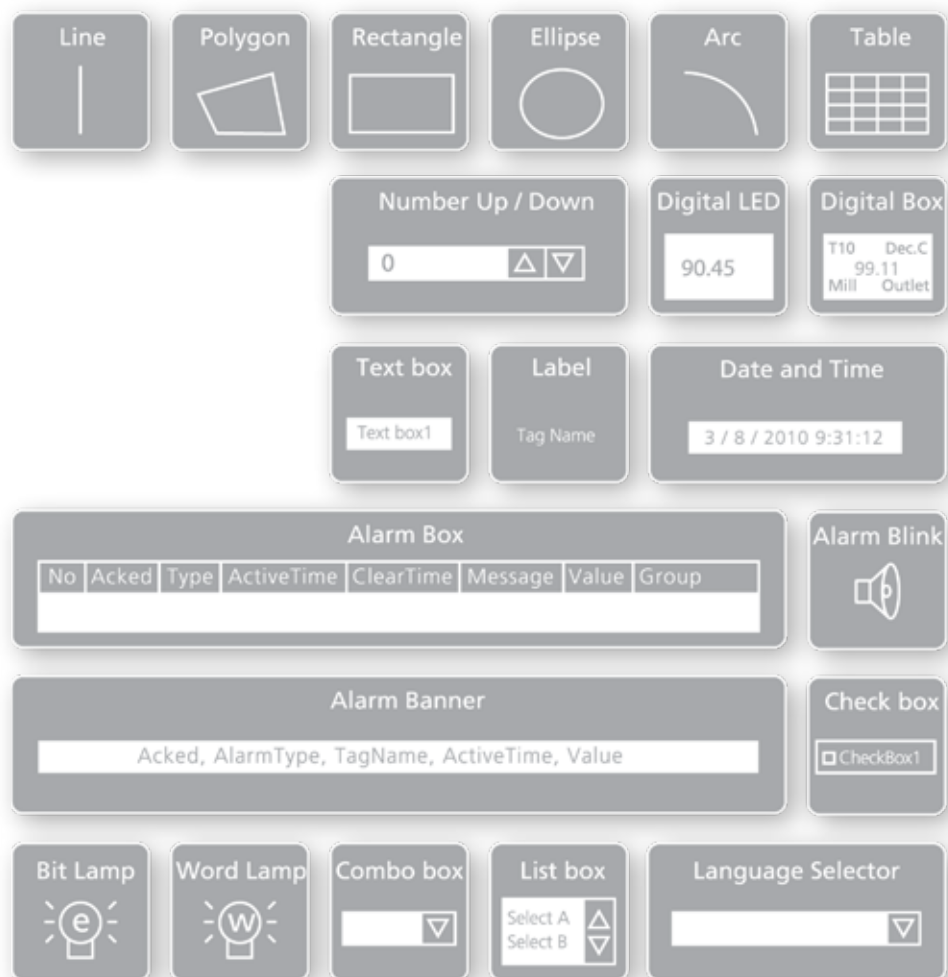 Line
Polygon
Rectangle
Ellipse
Arc
Table
Number Up / Down
0
Digital LED
90.45
Digital Box
T10 Dec.C
99.11
Mill Outlet
Text box
Text box1
Label
Tag Name
Date and Time
3 / 8 / 2010 9:31:12
Alarm Box
No Acked Type ActiveTime ClearTime Message Value Group
Alarm Blink
Alarm Banner
Acked, AlarmType, TagName, ActiveTime, Value
Check box
CheckBox1
Bit Lamp
e
Word Lamp
w
Combo box
List box
Select A
Select B
Language Selector